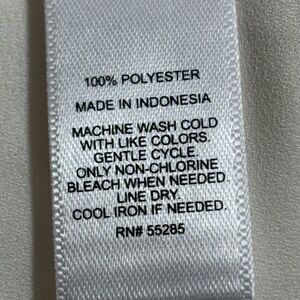 100% POLYESTER
MADE IN INDONESIA
MACHINE WASH COLD
WITH LIKE COLORS.
GENTLE CYCLE.
ONLY NON-CHLORINE
BLEACH WHEN NEEDED.
LINE DRY.
COOL IRON IF NEEDED.
RN# 55285